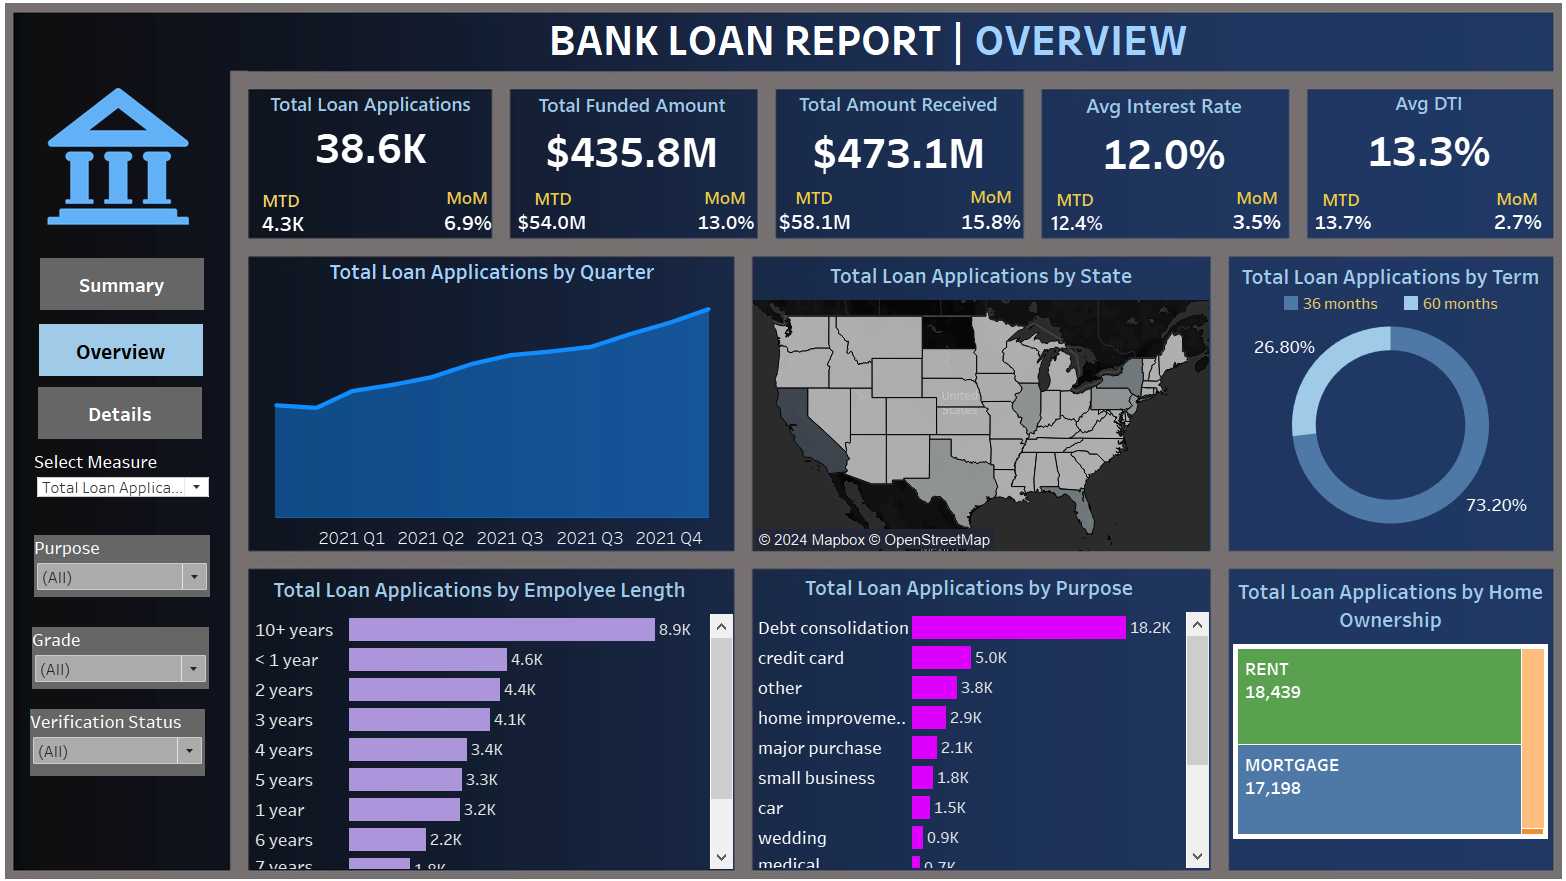 BANK LOAN REPORT | OVERVIEW
Total Loan Applications
38.6K
MTD
MoM
4.3K
6.9%
Total Funded Amount
$435.8M
MTD
MoM
$54.0M
13.0%
Total Amount Received
$473.1M
MTD
MoM
$58.1M
15.8%
Avg Interest Rate
12.0%
MTD
MoM
12.4%
3.5%
Avg DTI
13.3%
MTD
MoM
13.7%
2.7%
Summary
Overview
Details
Select Measure
Total Loan Applica...
Purpose
(All)
Grade
(All)
Verification Status
(All)
Total Loan Applications by Quarter
2021 Q1
2021 Q2
2021 Q3
2021 Q3
2021 Q4
Total Loan Applications by State
United
States
© 2024 Mapbox © OpenStreetMap
Total Loan Applications by Term
36 months
60 months
26.80%
73.20%
Total Loan Applications by Empolyee Length
10+ years 8.9K
< 1 year 4.6K
2 years 4.4K
3 years 4.1K
4 years 3.4K
5 years 3.3K
1 year 3.2K
6 years 2.2K
7 years 1.8K
Total Loan Applications by Purpose
Debt consolidation 18.2K
credit card 5.0K
other 3.8K
home improveme.. 2.9K
major purchase 2.1K
small business 1.8K
car 1.5K
wedding 0.9K
medical 0.7K
Total Loan Applications by Home
Ownership
RENT
18,439
MORTGAGE
17,198